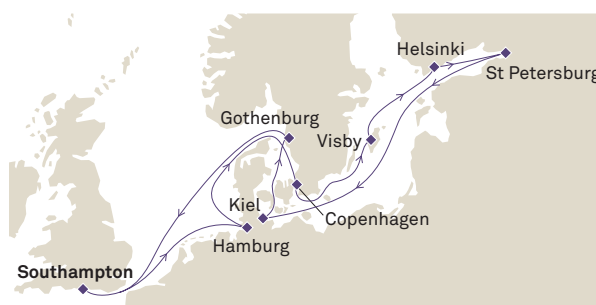 Helsinki
St Petersburg
Gothenburg
Visby
Kiel
Copenhagen
Hamburg
Southampton